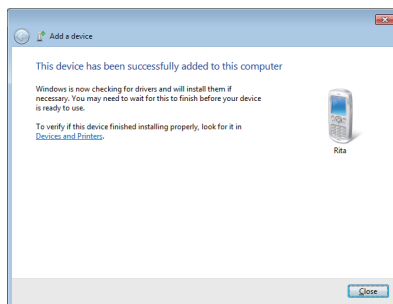 Add a device
This device has been successfully added to this computer
Windows is now checking for drivers and will install them if
necessary. You may need to wait for this to finish before your device
is ready to use.
To verify if this device finished installing properly, look for it in
Devices and Printers.
Rita
Close